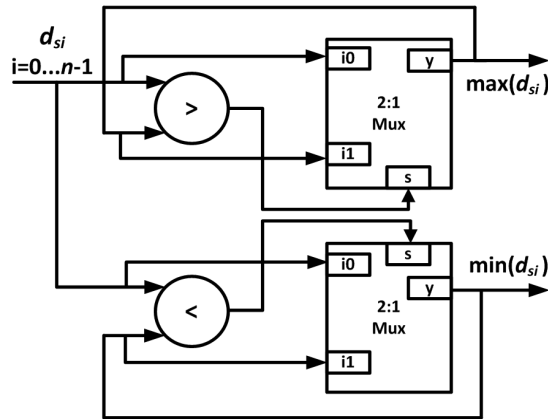 d_si
i=0...n-1
i0
y
>
2:1
Mux
max(d_si)
i1
s
s
i0
min(d_si)
y
<
2:1
Mux
i1